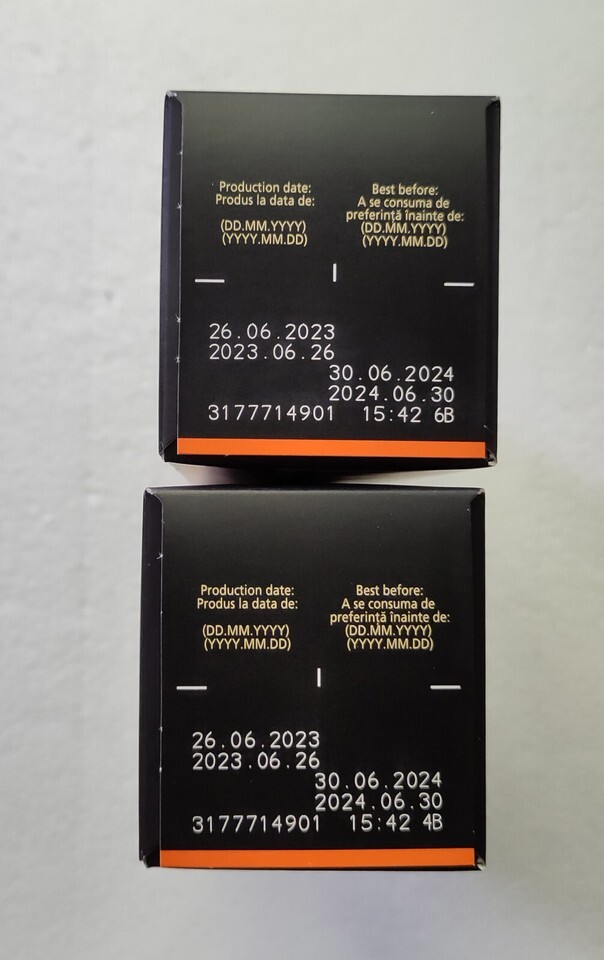 Production date:
Produs la data de:
(DD.MM.YYYY)
(YYYY.MM.DD)
Best before:
A se consuma de
preferință înainte de:
(DD.MM.YYYY)
(YYYY.MM.DD)
26.06.2023
2023.06.26
30.06.2024
2024.06.30
3177714901 15:42 6B
Production date:
Produs la data de:
(DD.MM.YYYY)
(YYYY.MM.DD)
Best before:
A se consuma de
preferință înainte de:
(DD.MM.YYYY)
(YYYY.MM.DD)
26.06.2023
2023.06.26
30.06.2024
2024.06.30
3177714901 15:42 4B